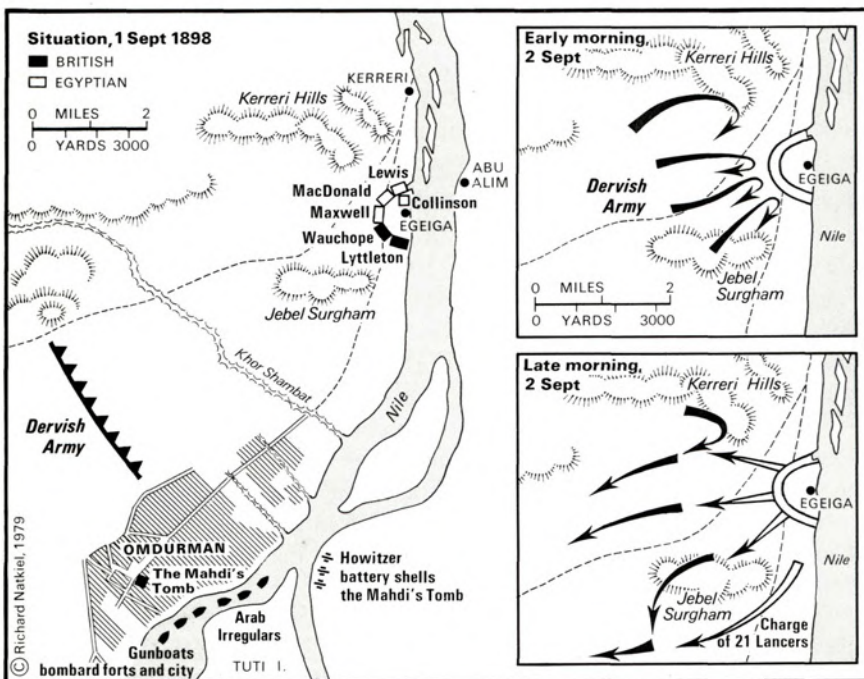 Situation, 1 Sept 1898
BRITISH
EGYPTIAN
0 MILES 2
0 YARDS 3000
KERRERI
Kerreri Hills
ABU
ALIM
Lewis
MacDonald
Collinson
Maxwell
EGEIGA
Wauchope
Lyttleton
Jebel Surgham
Khor Shambat
Nile
Dervish
Army
OMDURMAN
The Mahdi's
Tomb
Howitzer
battery shells
the Mahdi's Tomb
Arab
Irregulars
Gunboats
bombard forts and city
TUTI I.
© Richard Natkiel, 1979
Early morning,
2 Sept
Kerreri Hills
Dervish
Army
EGEIGA
Nile
Jebel
Surgham
0 MILES 2
0 YARDS 3000
Late morning,
2 Sept
Kerreri Hills
EGEIGA
Nile
Jebel
Surgham
Charge
of 21 Lancers